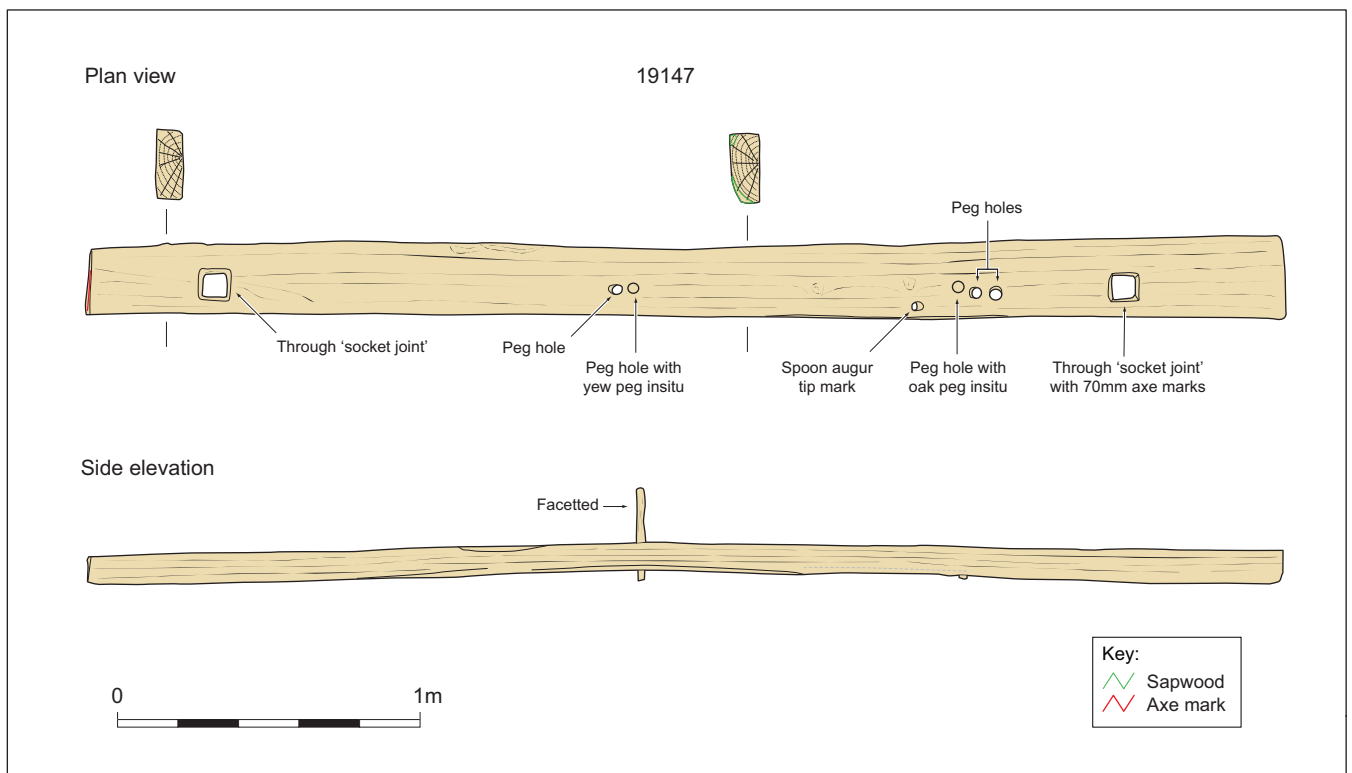 Plan view
19147
Peg holes
Through ‘socket joint’
Peg hole
Peg hole with
yew peg insitu
Spoon augur
tip mark
Peg hole with
oak peg insitu
Through ‘socket joint’
with 70mm axe marks
Side elevation
Facetted
0
1m
Key:
Sapwood
Axe mark